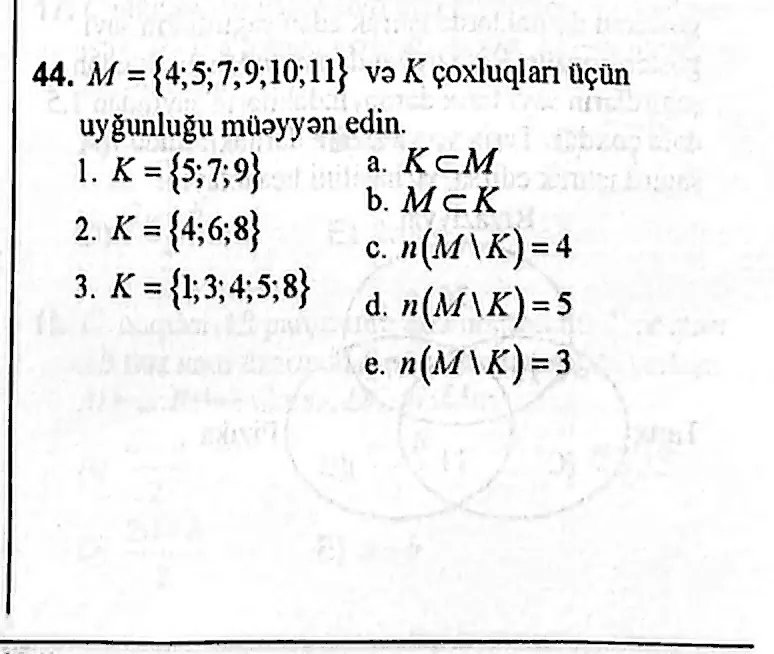 44. M = {4;5;7;9;10;11} və K çoxluqları üçün
uyğunluğu müəyyən edin.
1. K = {5;7;9}
2. K = {4;6;8}
3. K = {1;3;4;5;8}
a. K⊂M
b. M⊂K
c. n(M\K)=4
d. n(M\K)=5
e. n(M\K)=3